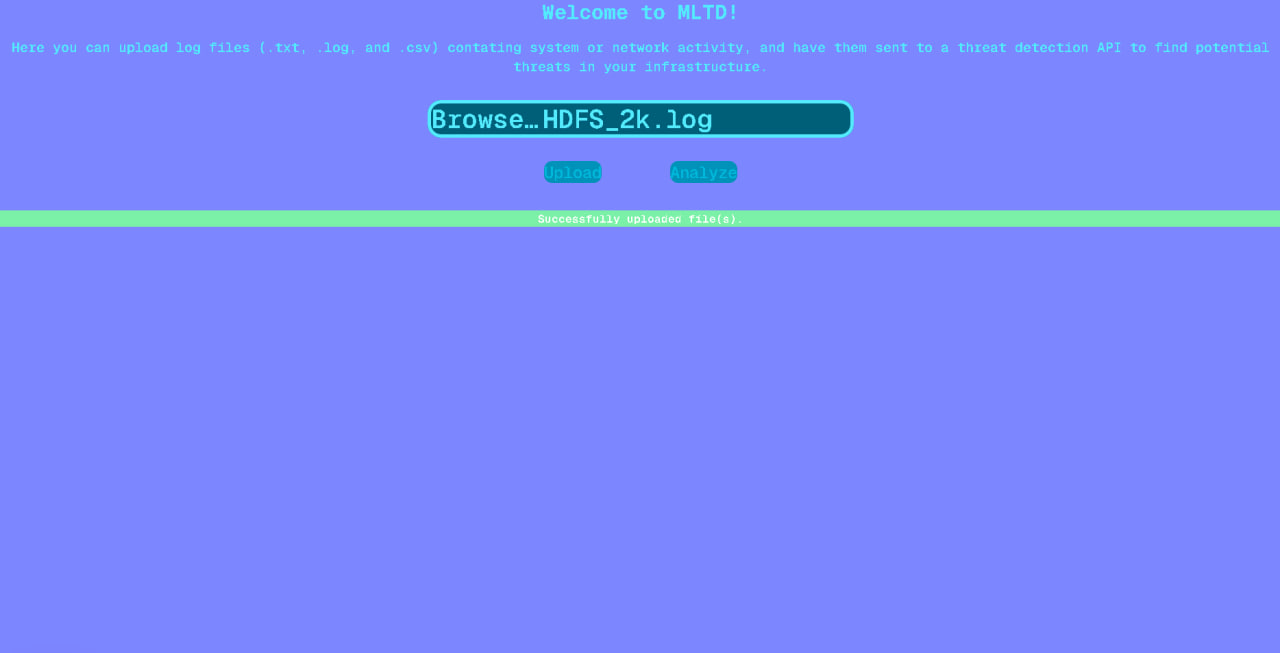 Welcome to MLTD!
Here you can upload log files (.txt, .log, and .csv) contating system or network activity, and have them sent to a threat detection API to find potential
threats in your infrastructure.
Browse… HDFS_2k.log
Upload Analyze
Successfully uploaded file(s).